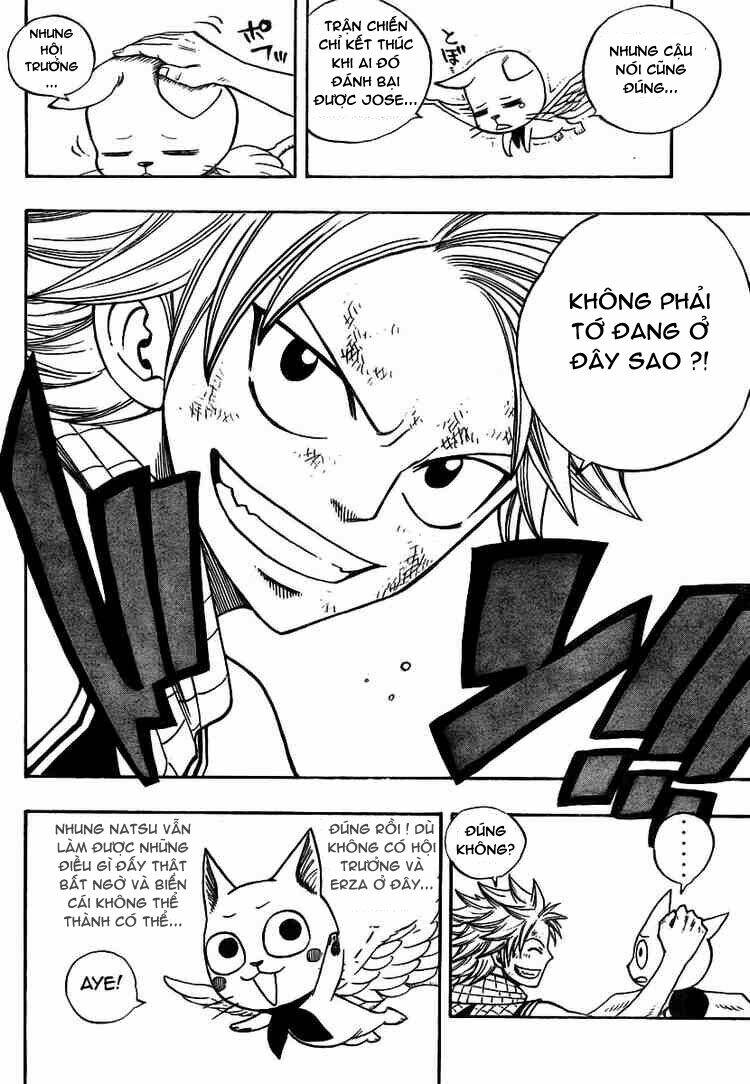 NHƯNG CẬU
NÓI CŨNG
ĐÚNG...
TRẬN CHIẾN
CHỈ KẾT THÚC
KHI AI ĐÓ
ĐÁNH BẠI
ĐƯỢC JOSE...
NHƯNG
HỘI
TRƯỞNG
...
KHÔNG PHẢI
TỚ ĐANG Ở
ĐÂY SAO ?!
......
ĐÚNG
KHÔNG?
ĐÚNG RỒI ! DÙ
KHÔNG CÓ HỘI
TRƯỞNG VÀ
ERZA Ở ĐÂY...
NHƯNG NATSU VẪN
LÀM ĐƯỢC NHỮNG
ĐIỀU GÌ ĐẤY THẬT
BẤT NGỜ VÀ BIẾN
CÁI KHÔNG THỂ
THÀNH CÓ THỂ...
AYE!